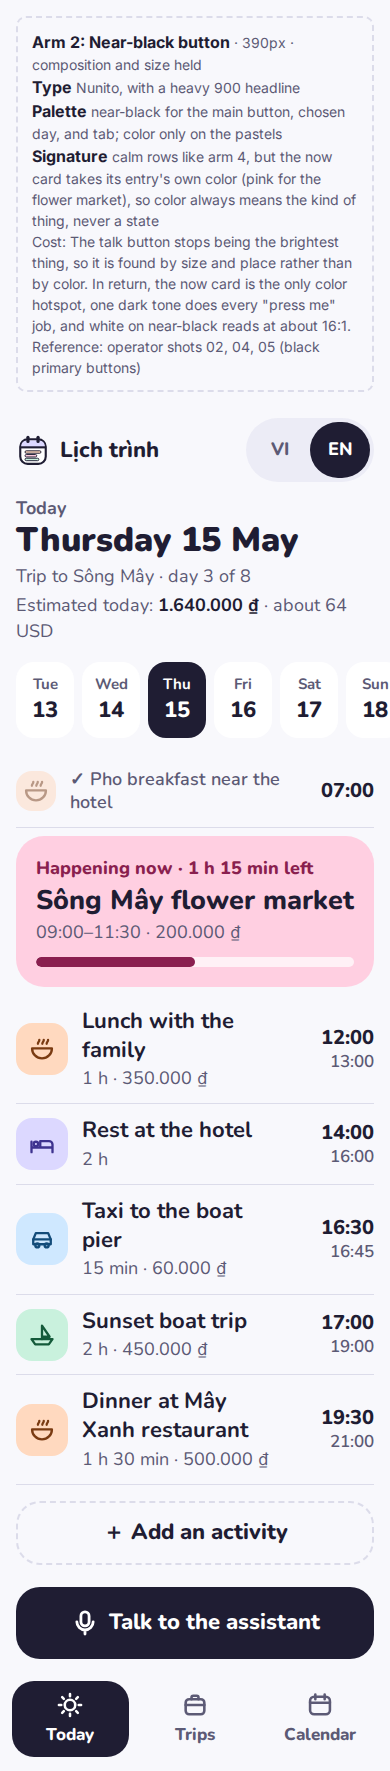 Arm 2: Near-black button · 390px ·
composition and size held
Type Nunito, with a heavy 900 headline
Palette near-black for the main button, chosen
day, and tab; color only on the pastels
Signature calm rows like arm 4, but the now
card takes its entry's own color (pink for the
flower market), so color always means the kind of
thing, never a state
Cost: The talk button stops being the brightest
thing, so it is found by size and place rather than
by color. In return, the now card is the only color
hotspot, one dark tone does every "press me"
job, and white on near-black reads at about 16:1.
Reference: operator shots 02, 04, 05 (black
primary buttons)
Lịch trình
VI EN
Today
Thursday 15 May
Trip to Sông Mây · day 3 of 8
Estimated today: 1.640.000 ₫ · about 64
USD
Tue Wed Thu Fri Sat Sun
13 14 15 16 17 18
✓ Pho breakfast near the
hotel
07:00
Happening now · 1 h 15 min left
Sông Mây flower market
09:00–11:30 · 200.000 ₫
Lunch with the
family
1 h · 350.000 ₫
12:00
13:00
Rest at the hotel
2 h
14:00
16:00
Taxi to the boat
pier
15 min · 60.000 ₫
16:30
16:45
Sunset boat trip
2 h · 450.000 ₫
17:00
19:00
Dinner at Mây
Xanh restaurant
1 h 30 min · 500.000 ₫
19:30
21:00
+ Add an activity
Talk to the assistant
Today Trips Calendar